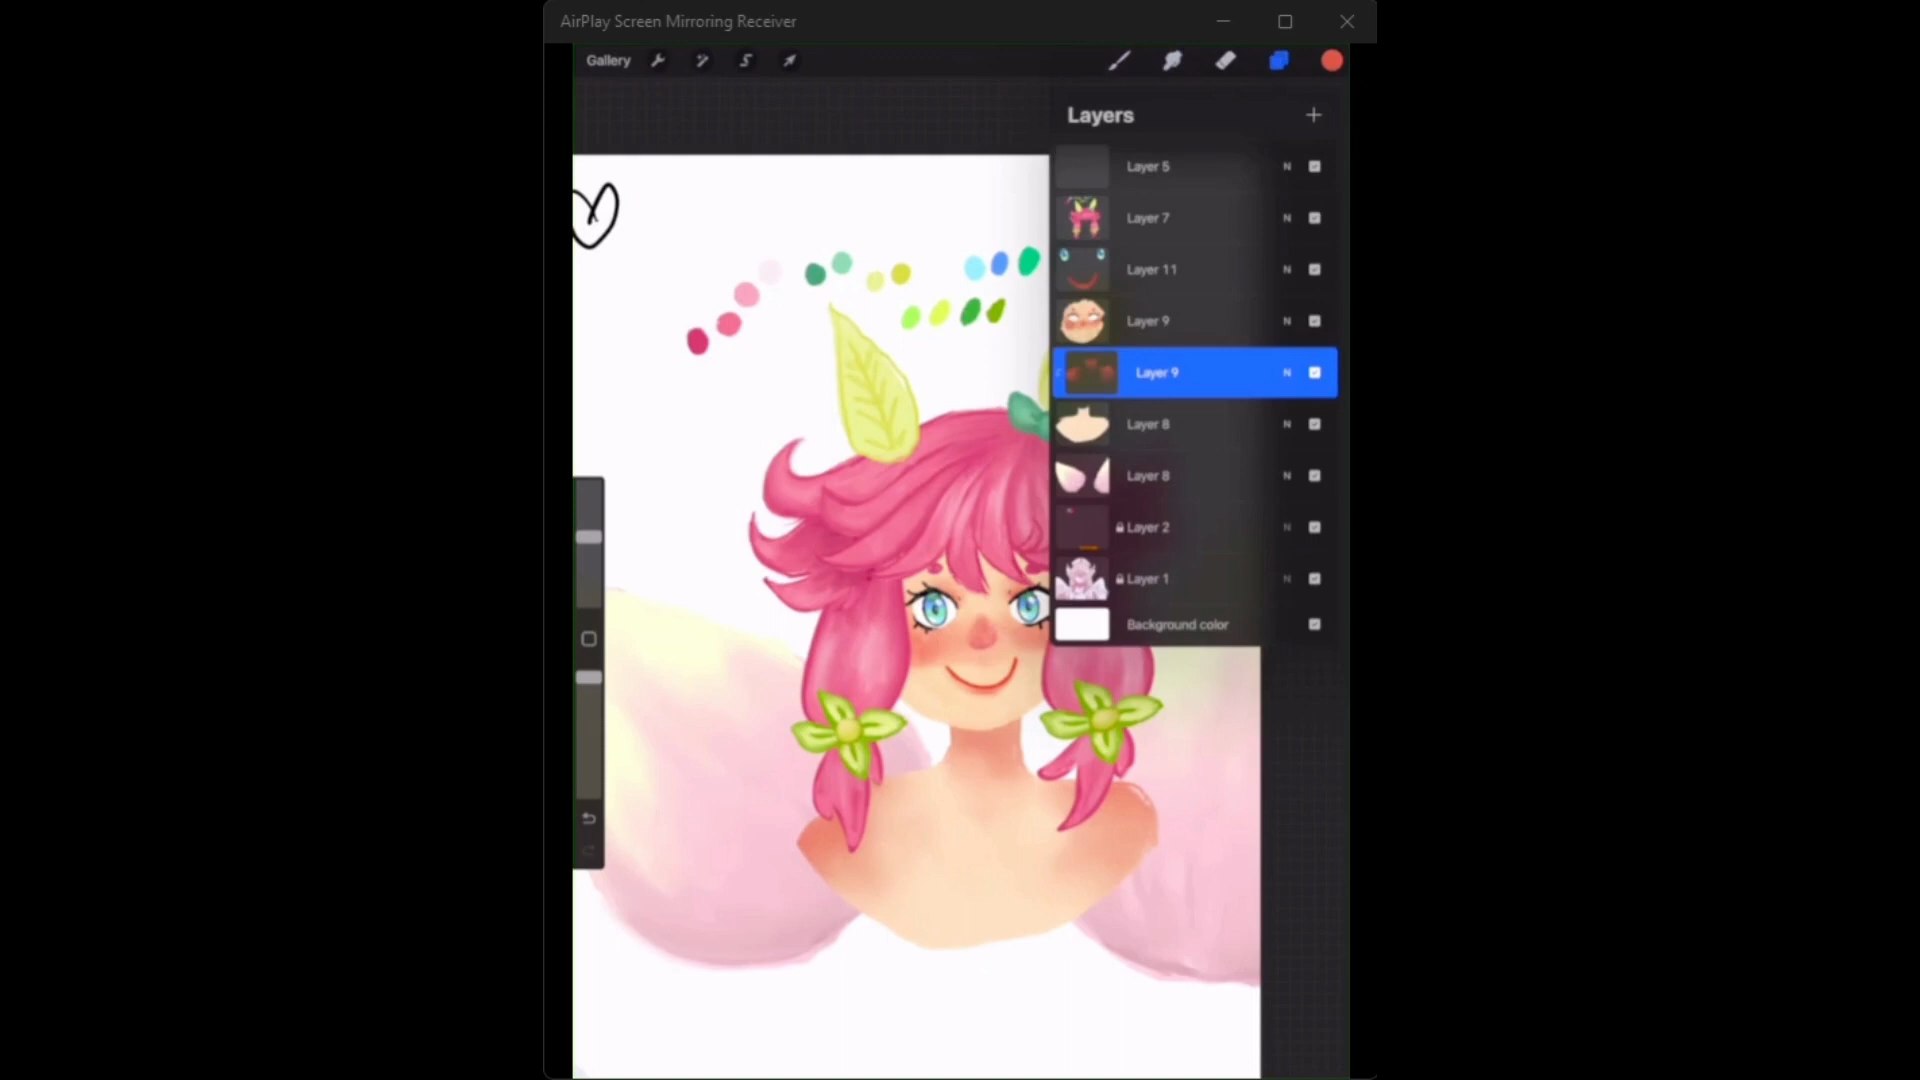 AirPlay Screen Mirroring Receiver
Gallery
Layers
Layer 5 N
Layer 7 N
Layer 11 N
Layer 9 N
Layer 9 N
Layer 8 N
Layer 8 N
Layer 2 N
Layer 1 N
Background color